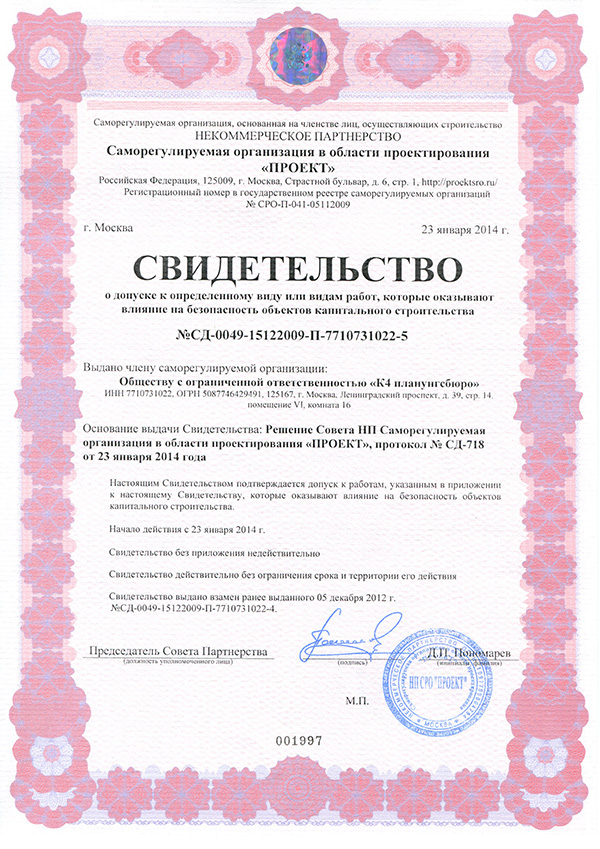 Саморегулируемая организация, основанная на членстве лиц, осуществляющих строительство
НЕКОММЕРЧЕСКОЕ ПАРТНЕРСТВО
Саморегулируемая организация в области проектирования
«ПРОЕКТ»
Российская Федерация, 125009, г. Москва, Страстной бульвар, д. 6, стр. 1, http://proektsro.ru/
Регистрационный номер в государственном реестре саморегулируемых организаций
№ СРО-П-041-05112009
г. Москва 23 января 2014 г.
СВИДЕТЕЛЬСТВО
о допуске к определенному виду или видам работ, которые оказывают
влияние на безопасность объектов капитального строительства
№СД-0049-15122009-П-7710731022-5
Выдано члену саморегулируемой организации:
Обществу с ограниченной ответственностью «К4 планунгсбюро»
ИНН 7710731022, ОГРН 5087746429491, 125167, г. Москва, Ленинградский проспект, д. 39, стр. 14,
помещение VI, комната 16
Основание выдачи Свидетельства: Решение Совета НП Саморегулируемая
организация в области проектирования «ПРОЕКТ», протокол № СД-718
от 23 января 2014 года
Настоящим Свидетельством подтверждается допуск к работам, указанным в приложении
к настоящему Свидетельству, которые оказывают влияние на безопасность объектов
капитального строительства.
Начало действия с 23 января 2014 г.
Свидетельство без приложения недействительно
Свидетельство действительно без ограничения срока и территории его действия
Свидетельство выдано взамен ранее выданного 05 декабря 2012 г.
№СД-0049-15122009-П-7710731022-4.
Председатель Совета Партнерства Д.П. Пономарев
(должность уполномоченного лица) (подпись) (инициалы, фамилия)
НП СРО "ПРОЕКТ"
МОСКВА
М.П.
001997